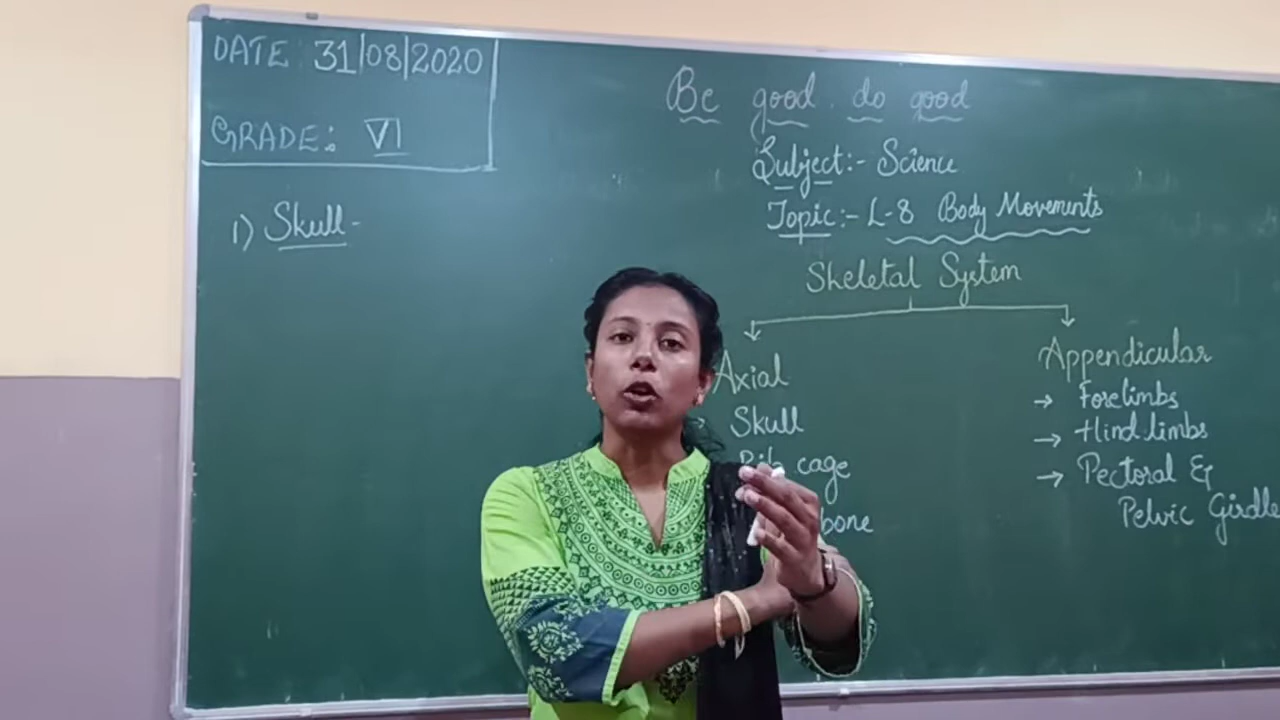 DATE: 31/08/2020
GRADE: VI
Be good. do good
Subject:- Science
Topic:- L-8 Body Movements
1) Skull-
Skeletal System
Axial
Appendicular
→ Skull
→ Forelimbs
Rib cage
→ Hind limbs
bone
→ Pectoral &
Pelvic Girdle